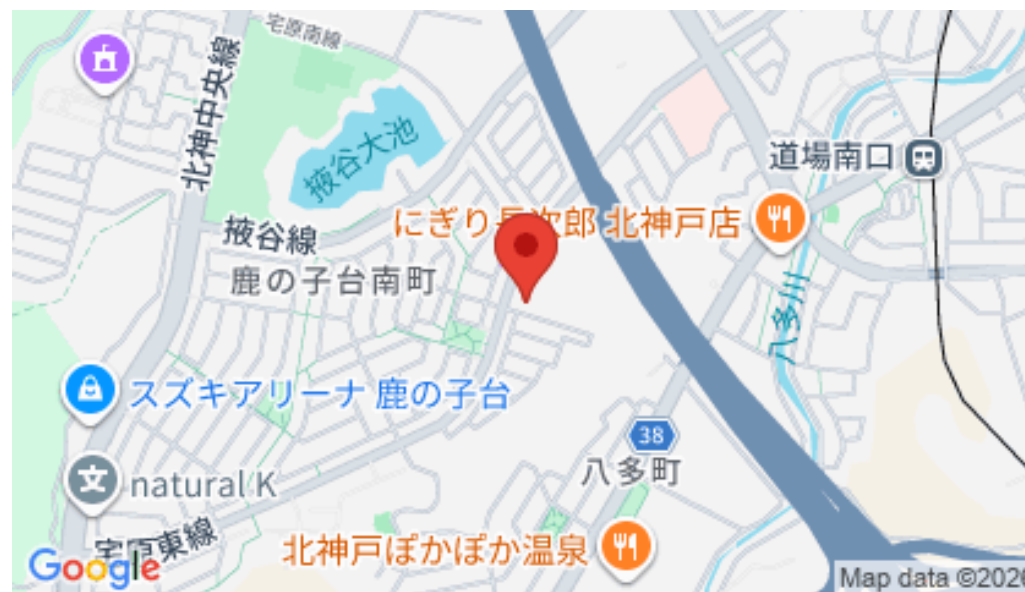 宅原南線
北神中央線
掖谷大池
道場南口
にぎり長次郎 北神戸店
掖谷線
鹿の子台南町
八多川
スズキアリーナ 鹿の子台
38
八多町
natural K
宅原東線
北神戸ぽかぽか温泉
Google
Map data ©2026